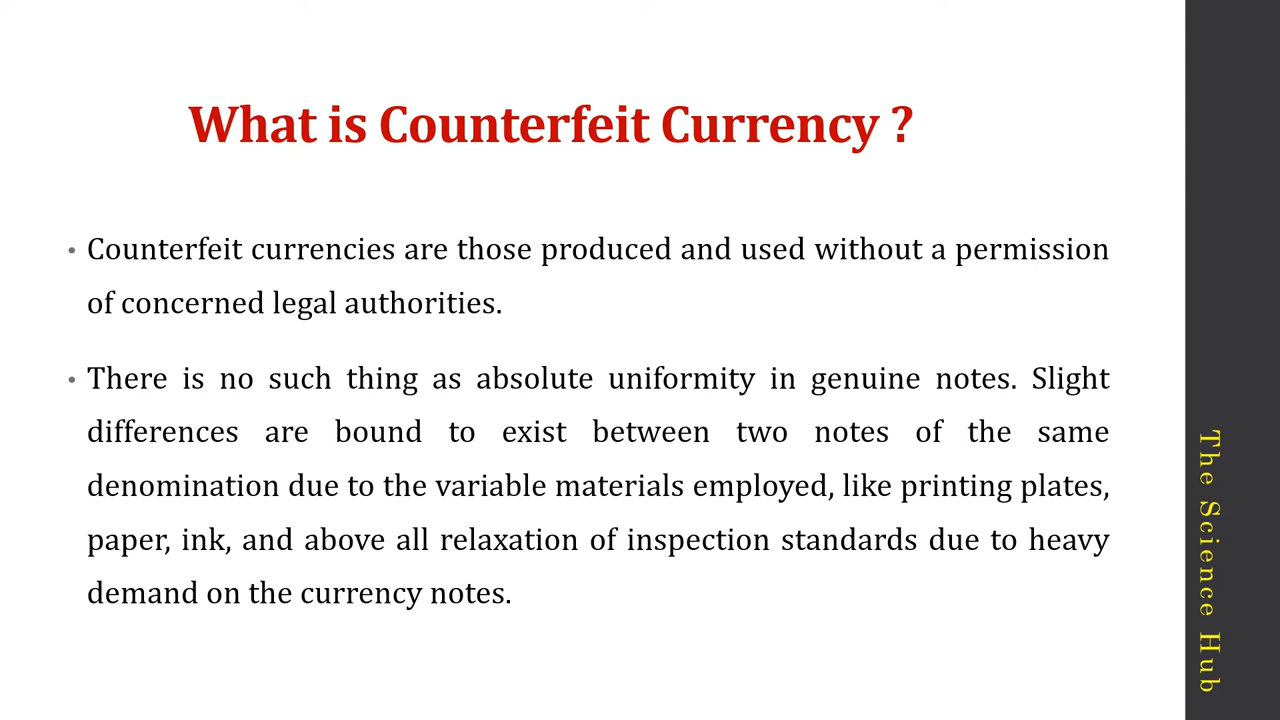 What is Counterfeit Currency ?
• Counterfeit currencies are those produced and used without a permission
of concerned legal authorities.
• There is no such thing as absolute uniformity in genuine notes. Slight
differences are bound to exist between two notes of the same
denomination due to the variable materials employed, like printing plates,
paper, ink, and above all relaxation of inspection standards due to heavy
demand on the currency notes.
The Science Hub